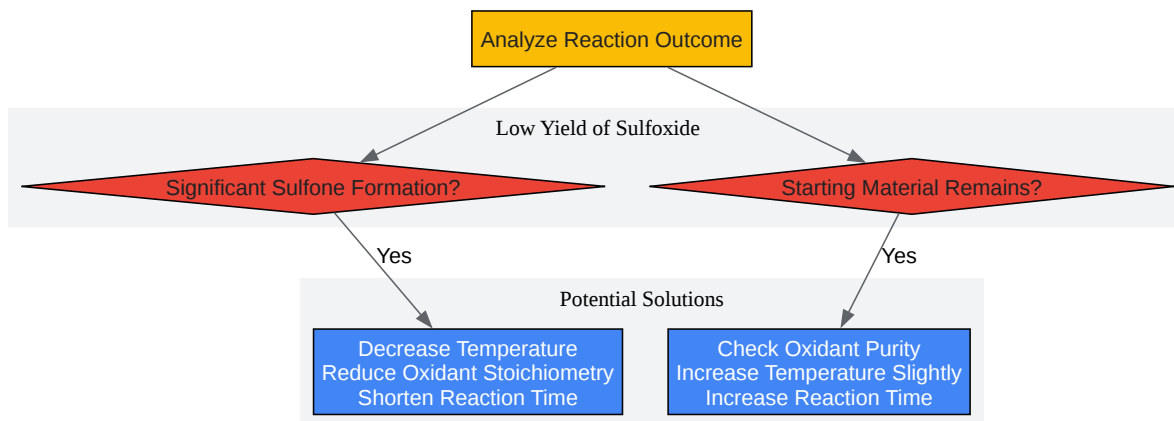 Analyze Reaction Outcome
Low Yield of Sulfoxide
Significant Sulfone Formation?
Starting Material Remains?
Yes
Yes
Potential Solutions
Decrease Temperature
Reduce Oxidant Stoichiometry
Shorten Reaction Time
Check Oxidant Purity
Increase Temperature Slightly
Increase Reaction Time